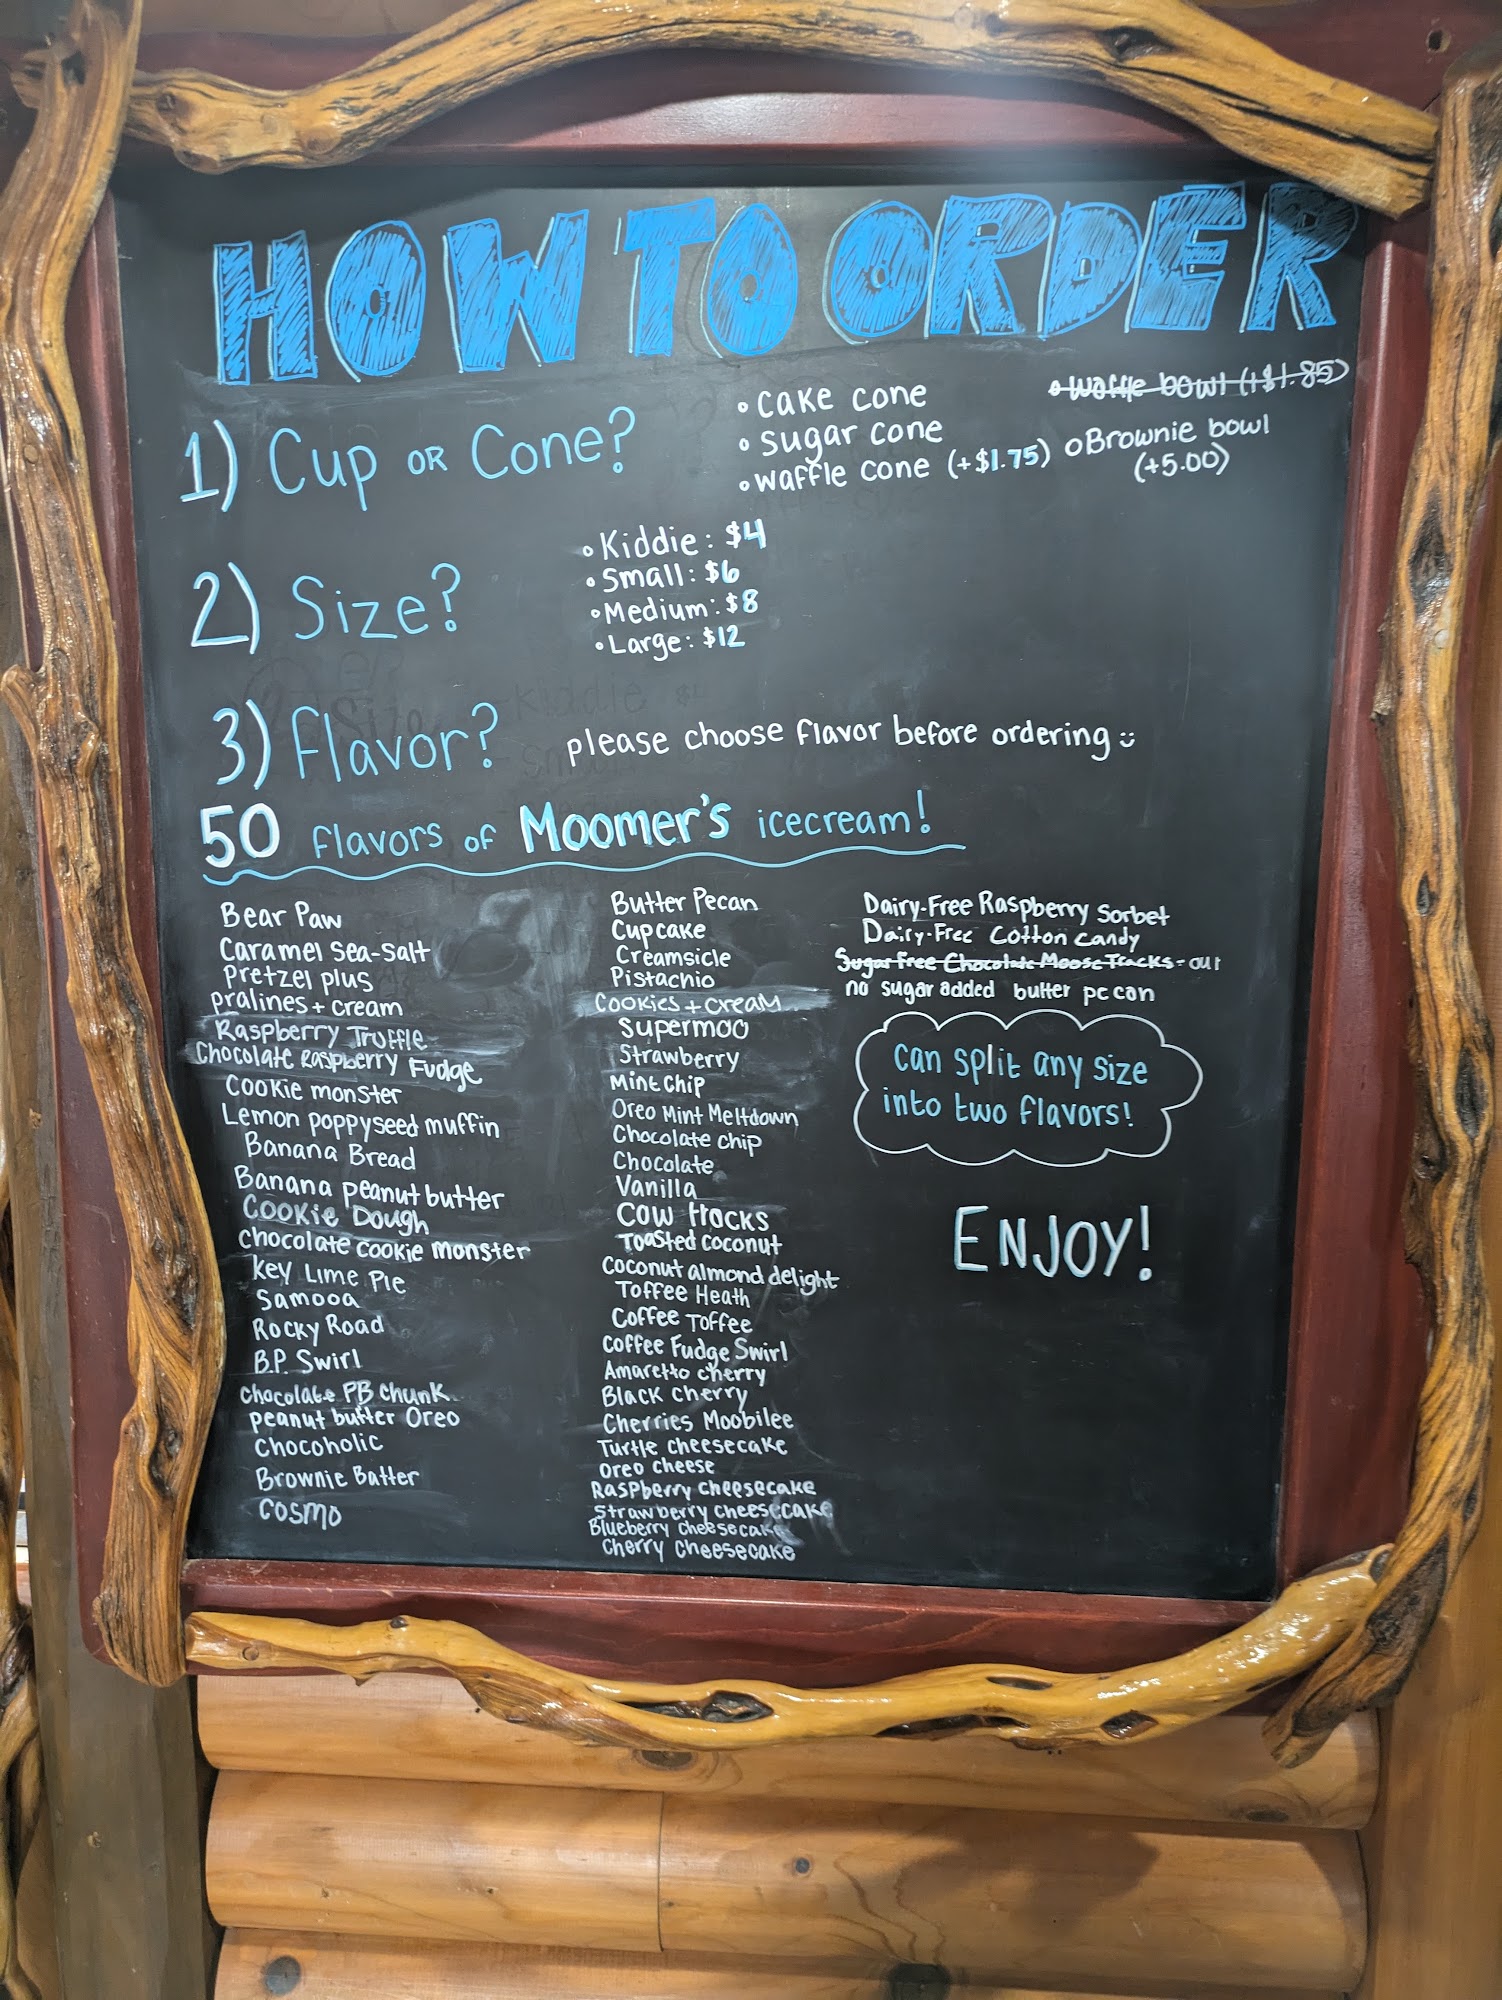 HOW TO ORDER
1) Cup OR Cone?
• Cake cone
• Sugar cone
• Waffle cone (+$1.75)
• Waffle bowl (+$1.85)
• Brownie bowl
(+5.00)
2) Size?
• Kiddie: $4
• Small: $6
• Medium: $8
• Large: $12
3) Flavor?
please choose flavor before ordering
50 flavors of Moomer's icecream!
Bear Paw
Caramel Sea-Salt
Pretzel plus
pralines + cream
Raspberry Truffle
Chocolate Raspberry Fudge
Cookie monster
Lemon poppyseed muffin
Banana Bread
Banana peanut butter
Cookie Dough
chocolate cookie monster
Key Lime Pie
Samooa
Rocky Road
B.P. Swirl
chocolate PB chunk
peanut butter Oreo
Chocoholic
Brownie Batter
Cosmo
Butter Pecan
Cupcake
Creamsicle
Pistachio
Cookies + cream
Supermoo
Strawberry
Mint Chip
Oreo Mint Meltdown
Chocolate chip
Chocolate
Vanilla
Cow tracks
Toasted coconut
Coconut almond delight
Toffee Heath
Coffee Toffee
Coffee Fudge Swirl
Amaretto cherry
Black cherry
Cherries Moobilee
Turtle cheesecake
Oreo cheese
Raspberry cheesecake
Strawberry cheesecake
Blueberry cheesecake
Cherry cheesecake
Dairy-Free Raspberry Sorbet
Dairy-Free Cotton candy
Sugar Free Chocolate Moose Tracks - out
no sugar added butter pecan
can split any size
into two flavors!
ENJOY!